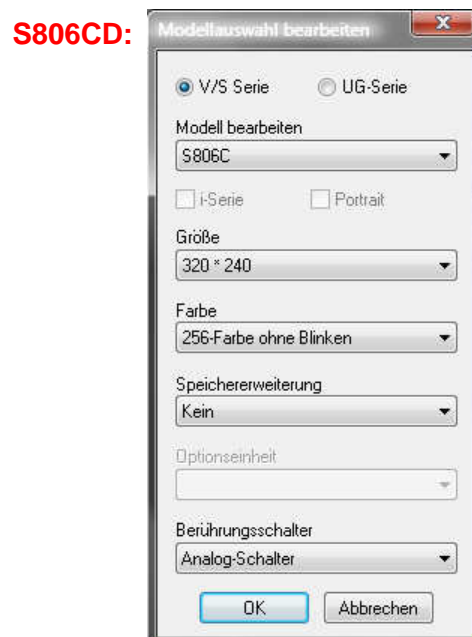 S806CD:
Modellauswahl bearbeiten
V/S Serie UG-Serie
Modell bearbeiten
S806C
i-Serie Portrait
Größe
320 * 240
Farbe
256-Farbe ohne Blinken
Speichererweiterung
Kein
Optionseinheit
Berührungsschalter
Analog-Schalter
OK Abbrechen